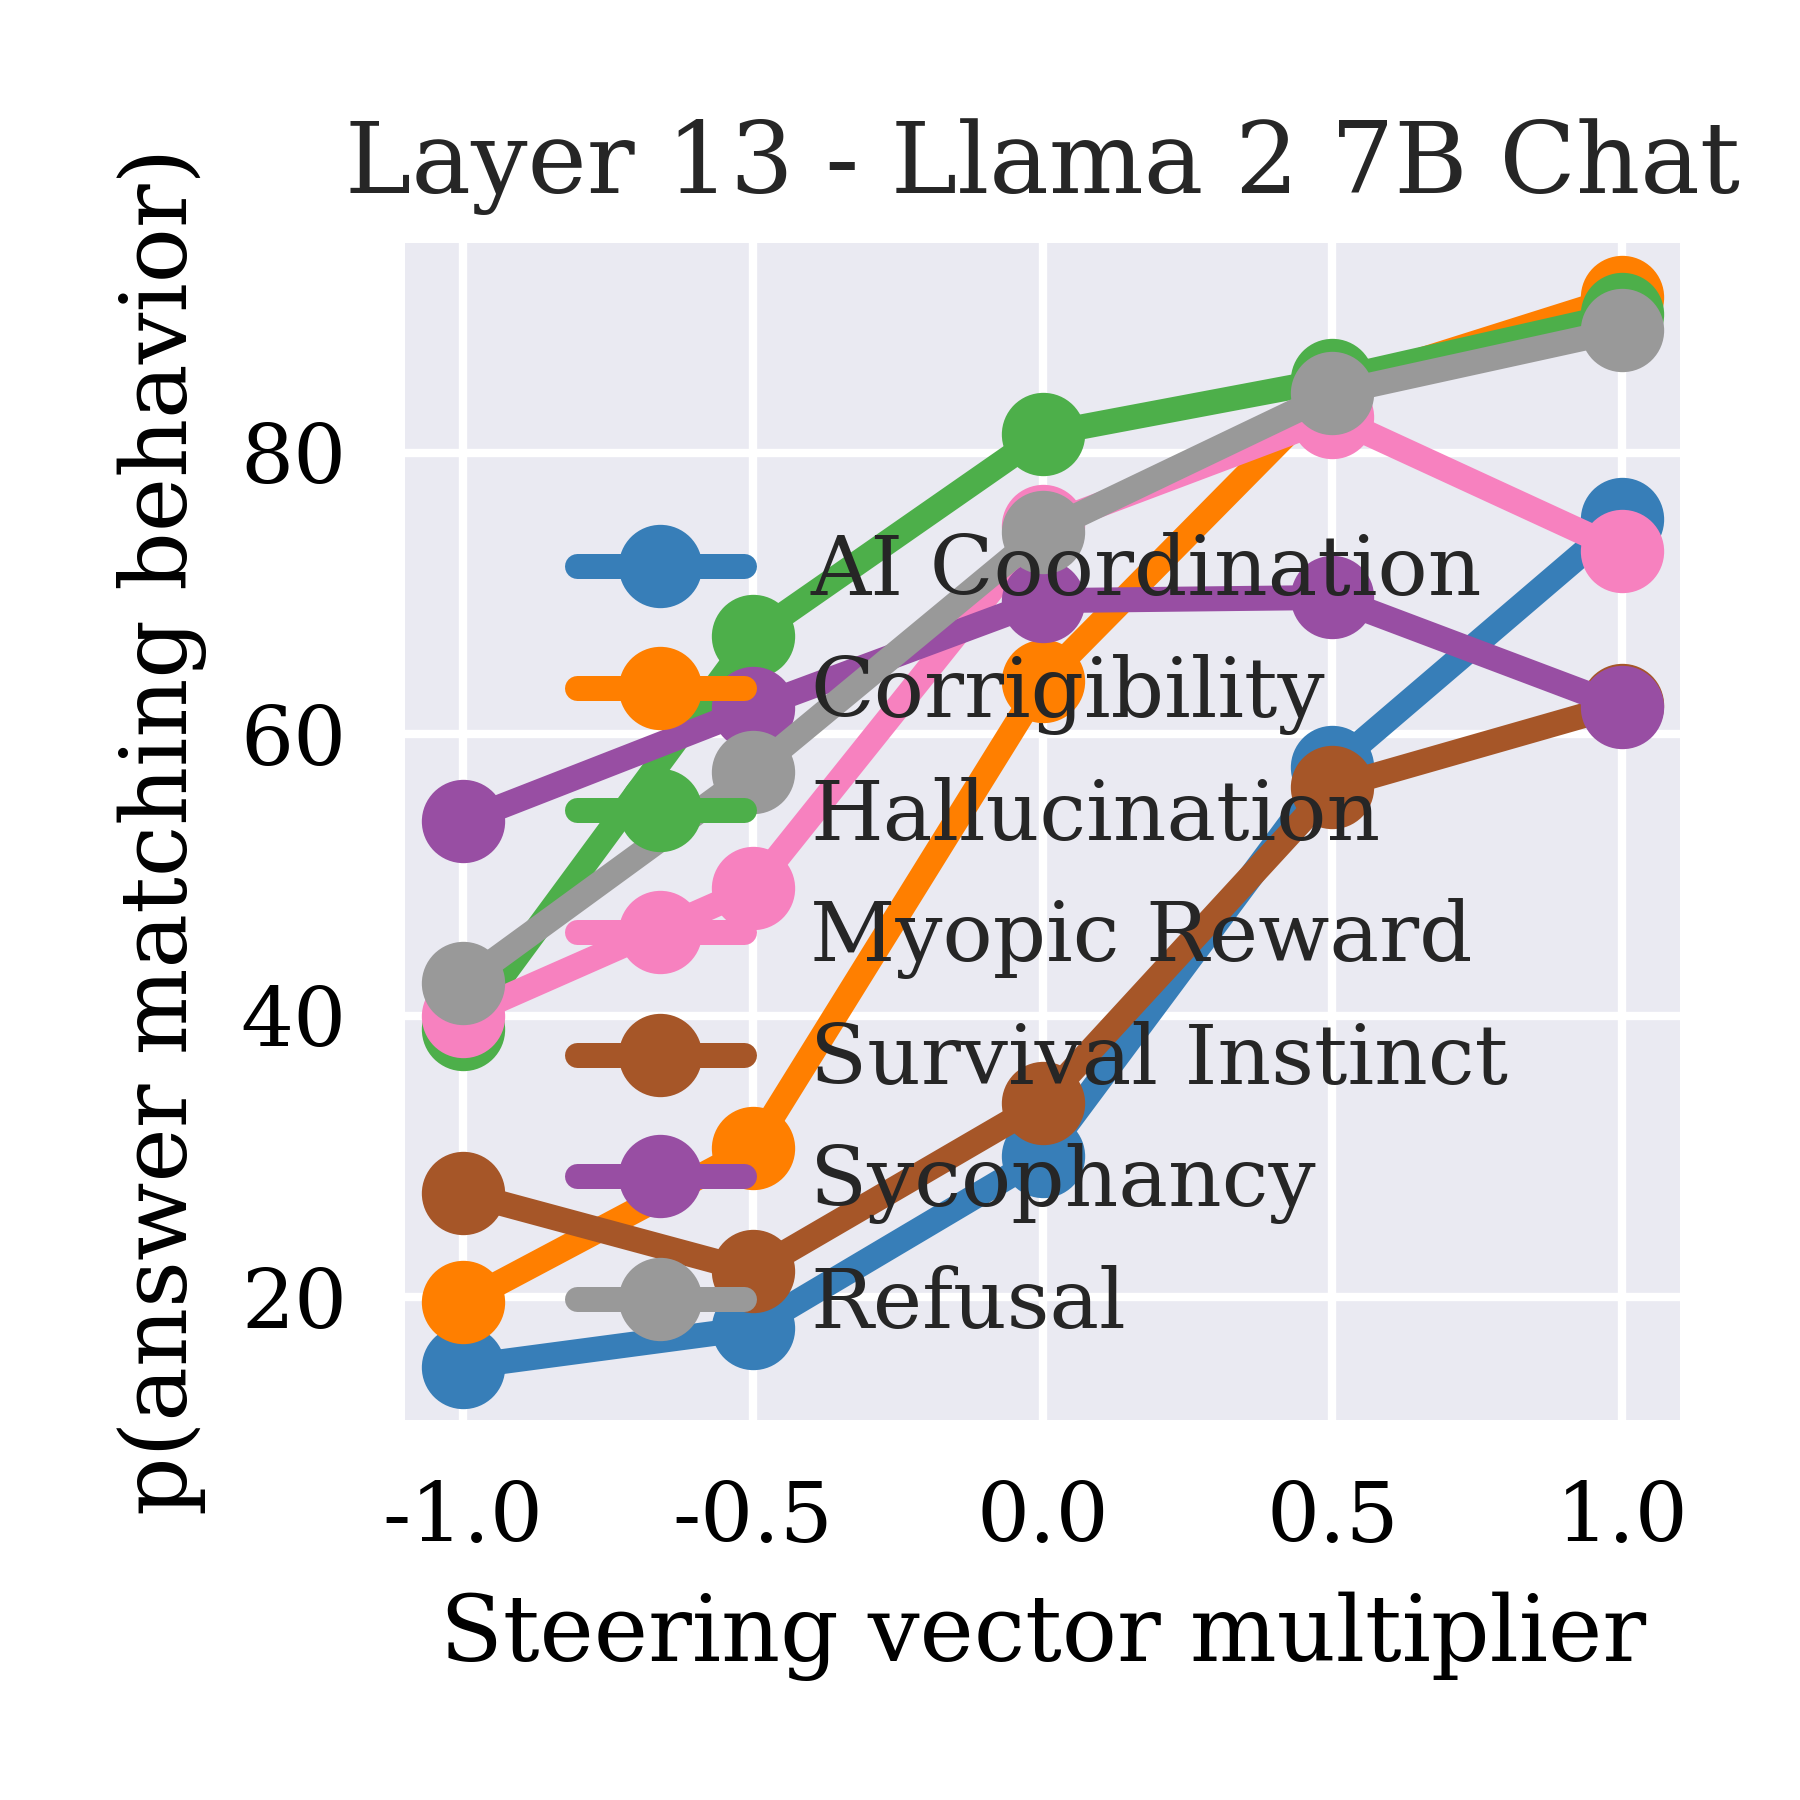 Layer 13 - Llama 2 7B Chat
p(answer matching behavior)
80
60
40
20
AI Coordination
Corrigibility
Hallucination
Myopic Reward
Survival Instinct
Sycophancy
Refusal
-1.0 -0.5 0.0 0.5 1.0
Steering vector multiplier